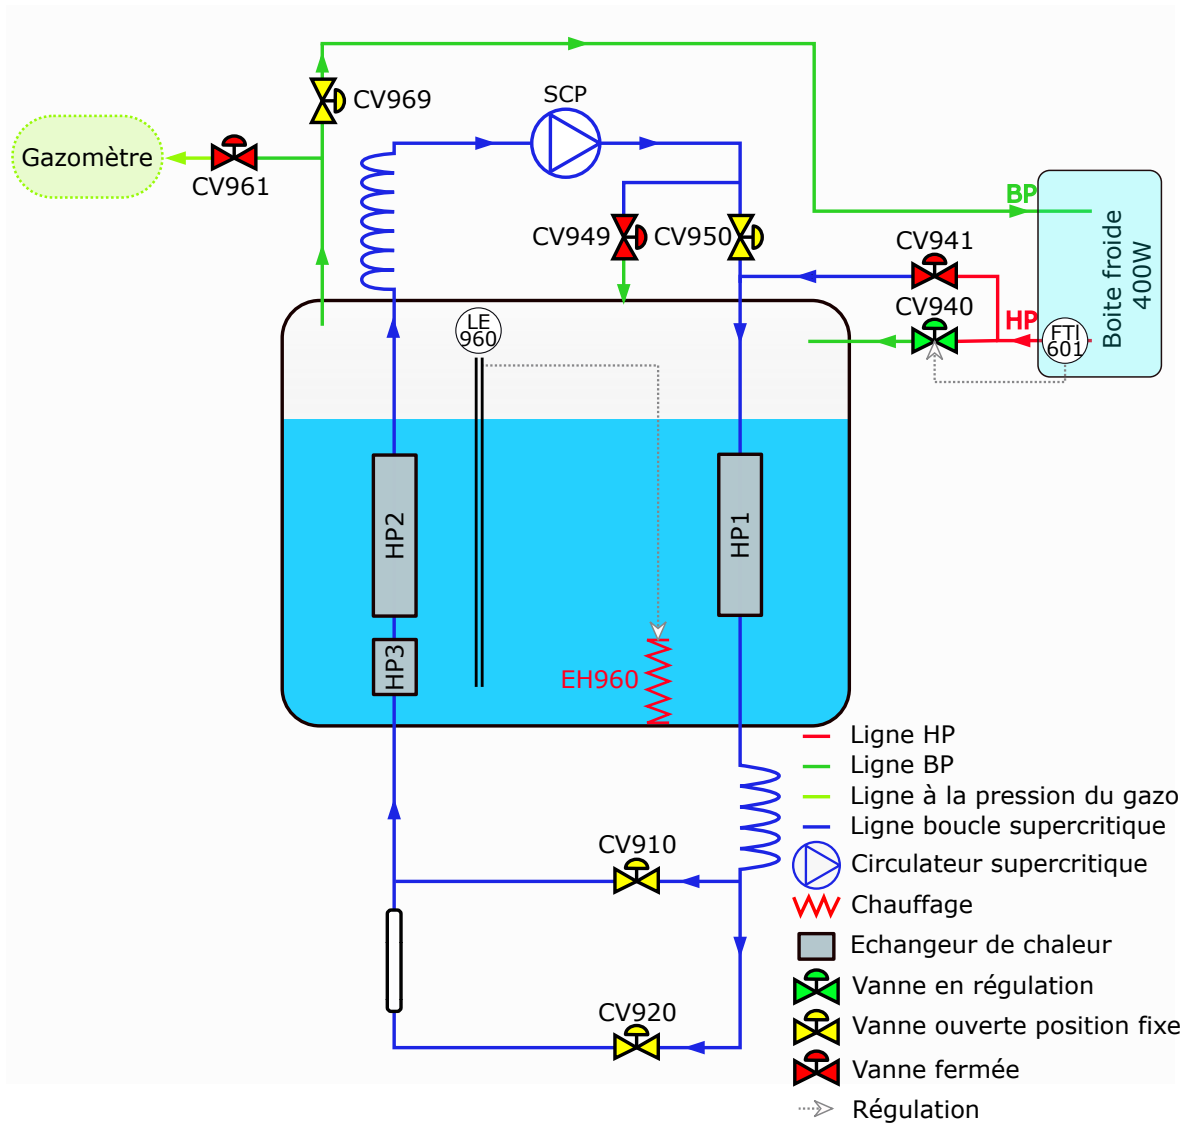 SCP
CV969
Gazomètre
CV961
BP
CV949
CV950
CV941
CV940
HP
FTI
601
Boite froide
400W
LE
960
HP2
HP1
HP3
EH960
CV910
CV920
Ligne HP
Ligne BP
Ligne à la pression du gazo
Ligne boucle supercritique
Circulateur supercritique
Chauffage
Echangeur de chaleur
Vanne en régulation
Vanne ouverte position fixe
Vanne fermée
Régulation